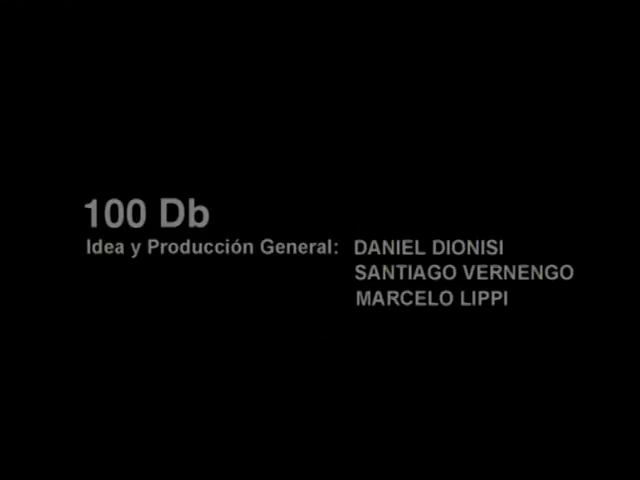 100 Db
Idea y Producción General: DANIEL DIONISI
SANTIAGO VERNENGO
MARCELO LIPPI